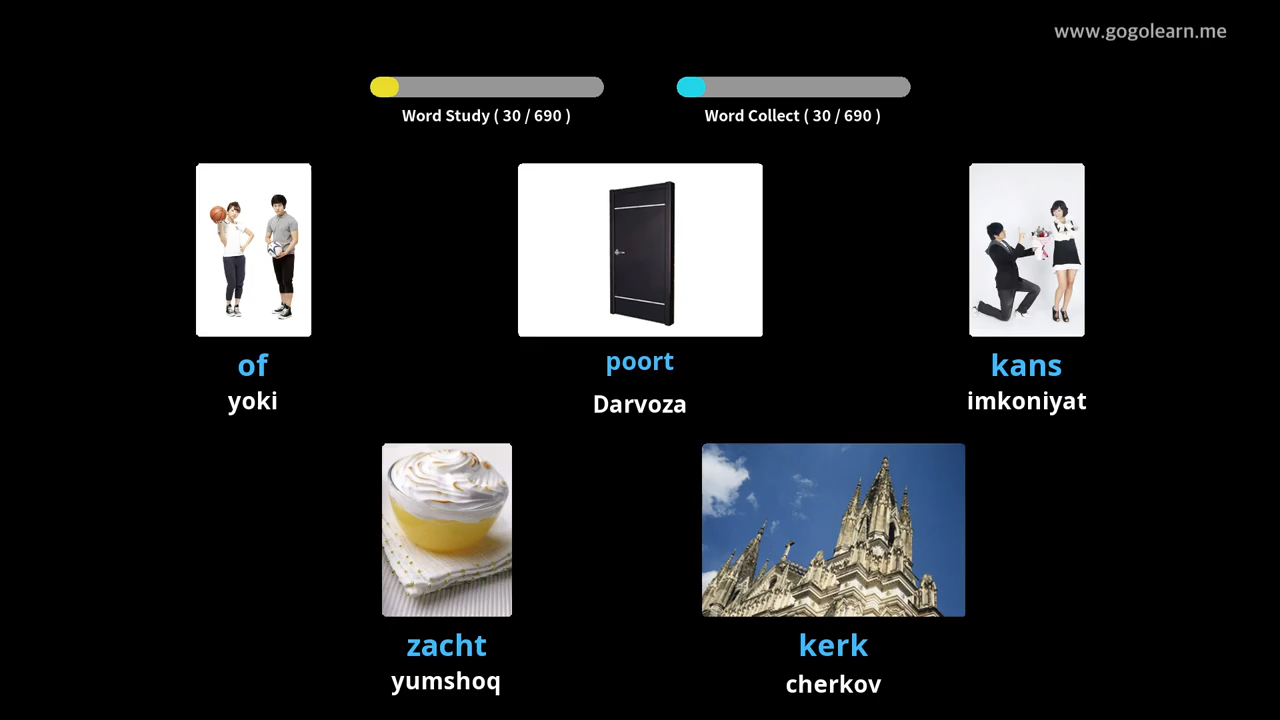 www.gogolearn.me
Word Study ( 30 / 690 )
Word Collect ( 30 / 690 )
of
yoki
poort
Darvoza
kans
imkoniyat
zacht
yumshoq
kerk
cherkov